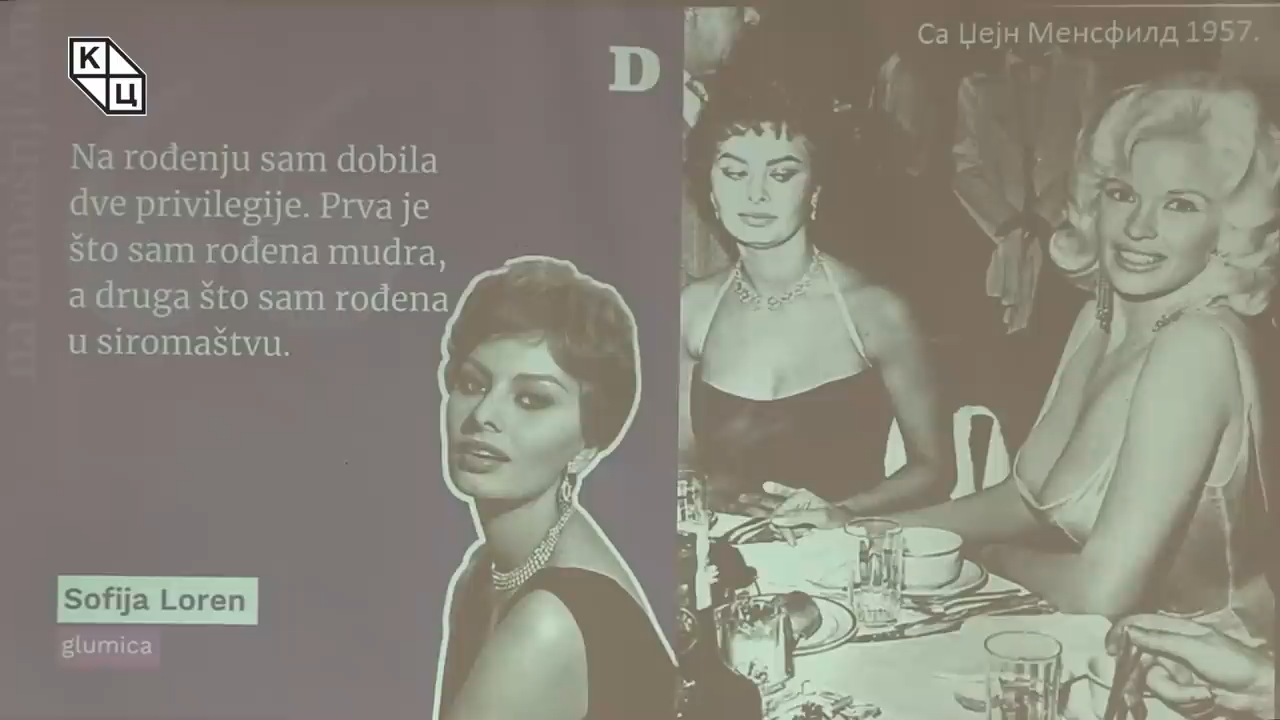 К
Ц
D
Са Џејн Менсфилд 1957.
Na rođenju sam dobila
dve privilegije. Prva je
što sam rođena mudra,
a druga što sam rođena
u siromaštvu.
Sofija Loren
glumica